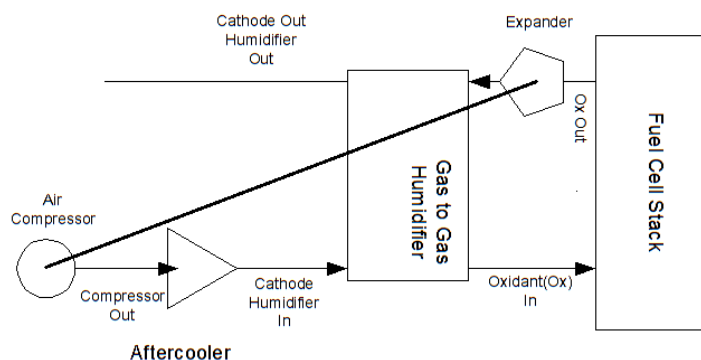 Cathode Out
Humidifier
Out
Expander
Ox Out
Fuel Cell Stack
Gas to Gas
Humidifier
Air
Compressor
Compressor
Out
Cathode
Humidifier
In
Oxidant(Ox)
In
Aftercooler